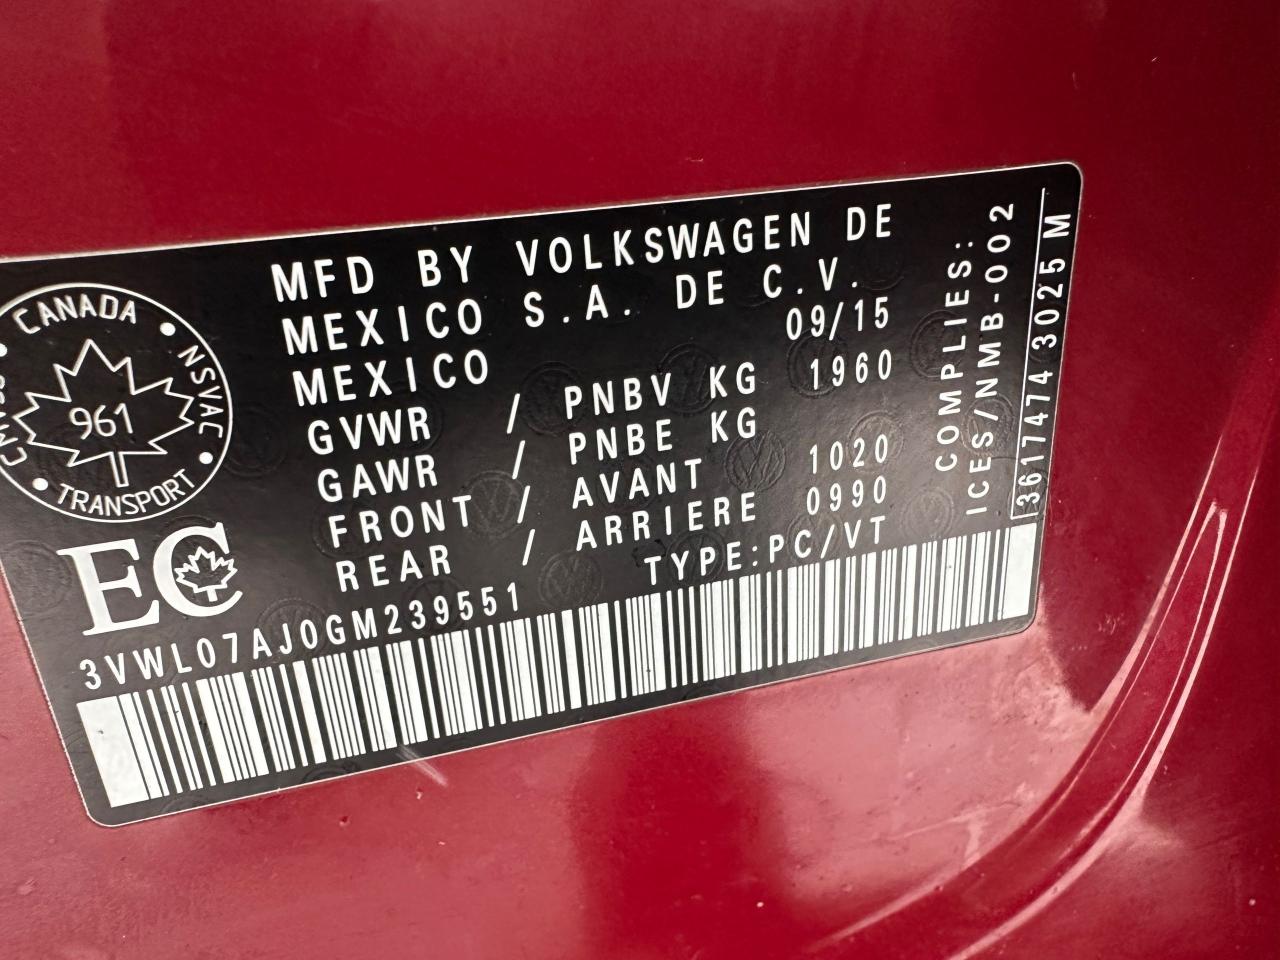 MFD BY VOLKSWAGEN DE
MEXICO S.A. DE C.V.
MEXICO 09/15
GVWR / PNBV KG 1960
GAWR / PNBE KG
FRONT / AVANT 1020
REAR / ARRIERE 0990
TYPE:PC/VT
3VWL07AJ0GM239551
CANADA
NSVAC
TRANSPORT
961
EC
COMPLIES:
ICES/NMB-002
3617474 3025 M